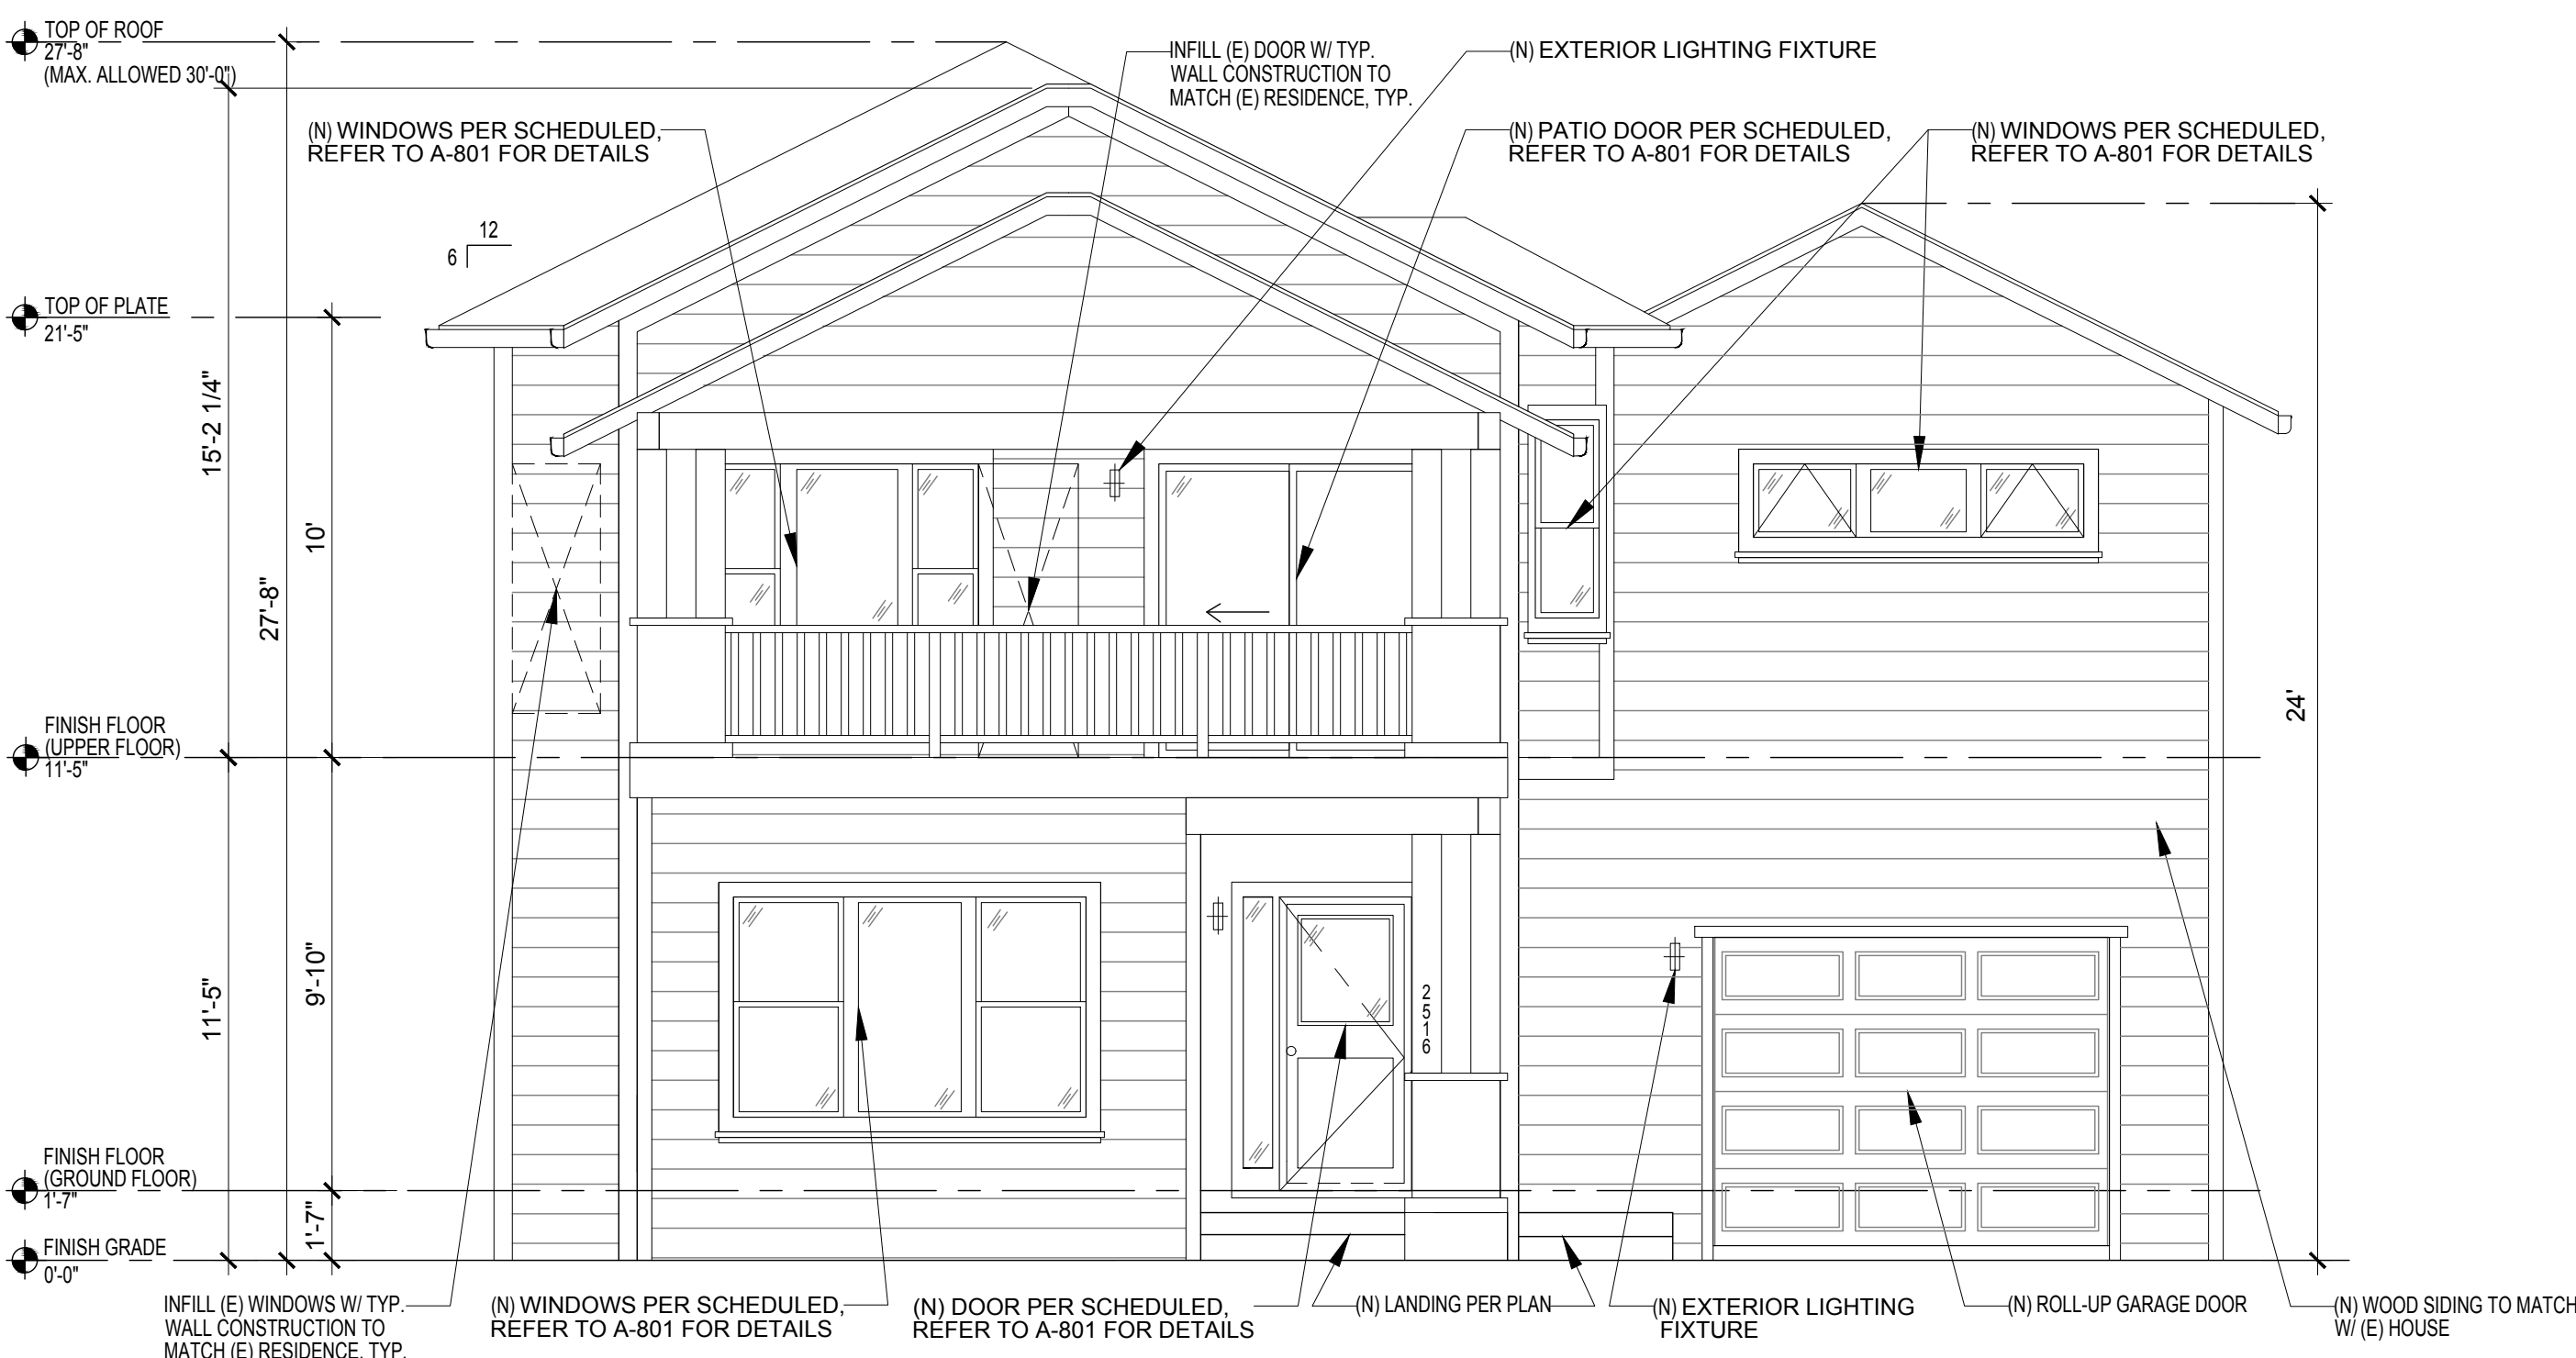 TOP OF ROOF
27'-8"
(MAX. ALLOWED 30'-0")
INFILL (E) DOOR W/ TYP.
WALL CONSTRUCTION TO
MATCH (E) RESIDENCE, TYP.
(N) EXTERIOR LIGHTING FIXTURE
(N) WINDOWS PER SCHEDULED,
REFER TO A-801 FOR DETAILS
(N) PATIO DOOR PER SCHEDULED,
REFER TO A-801 FOR DETAILS
(N) WINDOWS PER SCHEDULED,
REFER TO A-801 FOR DETAILS
12
6
TOP OF PLATE
21'-5"
15'-2 1/4"
10'
27'-8"
24'
FINISH FLOOR
(UPPER FLOOR)
11'-5"
11'-5"
9'-10"
2
5
1
6
FINISH FLOOR
(GROUND FLOOR)
1'-7"
1'-7"
FINISH GRADE
0'-0"
INFILL (E) WINDOWS W/ TYP.
WALL CONSTRUCTION TO
MATCH (E) RESIDENCE, TYP.
(N) WINDOWS PER SCHEDULED,
REFER TO A-801 FOR DETAILS
(N) DOOR PER SCHEDULED,
REFER TO A-801 FOR DETAILS
(N) LANDING PER PLAN
(N) EXTERIOR LIGHTING
FIXTURE
(N) ROLL-UP GARAGE DOOR
(N) WOOD SIDING TO MATCH
W/ (E) HOUSE